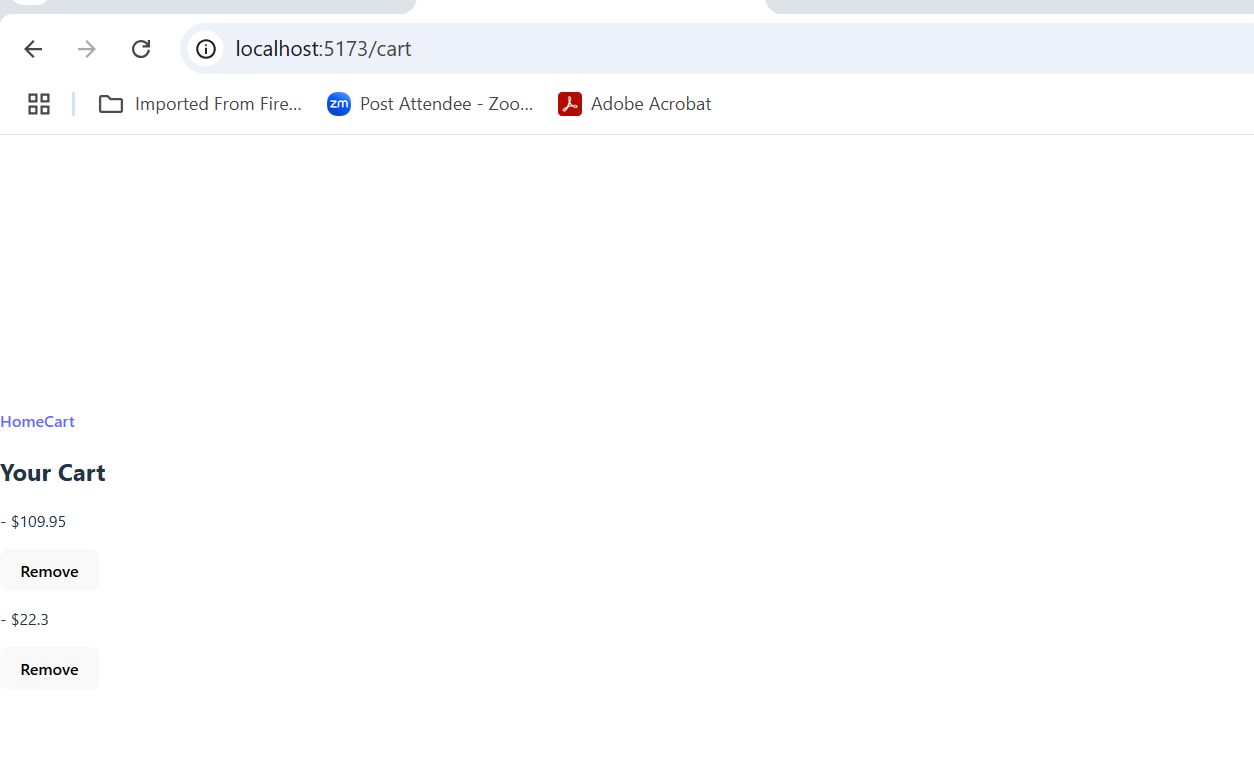 localhost:5173/cart
Imported From Fire... zm Post Attendee - Zoo... Adobe Acrobat
HomeCart
Your Cart
- $109.95
Remove
- $22.3
Remove